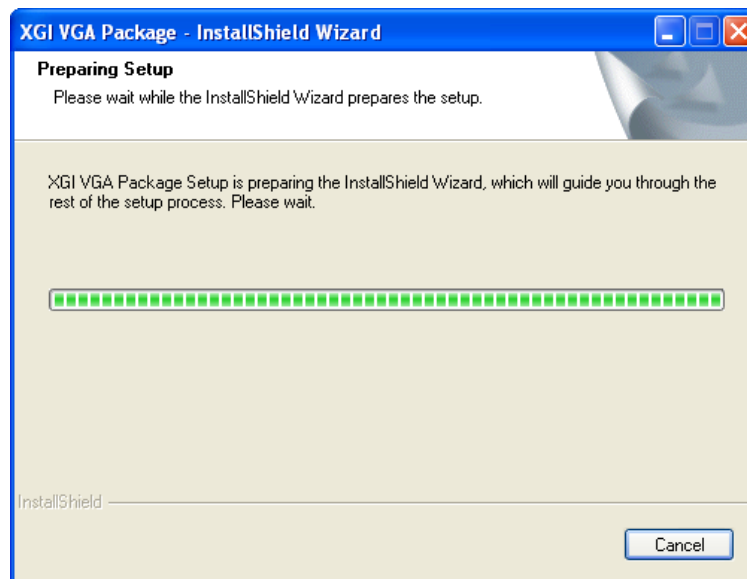 XGI VGA Package - InstallShield Wizard
Preparing Setup
Please wait while the InstallShield Wizard prepares the setup.
XGI VGA Package Setup is preparing the InstallShield Wizard, which will guide you through the
rest of the setup process. Please wait.
InstallShield
Cancel